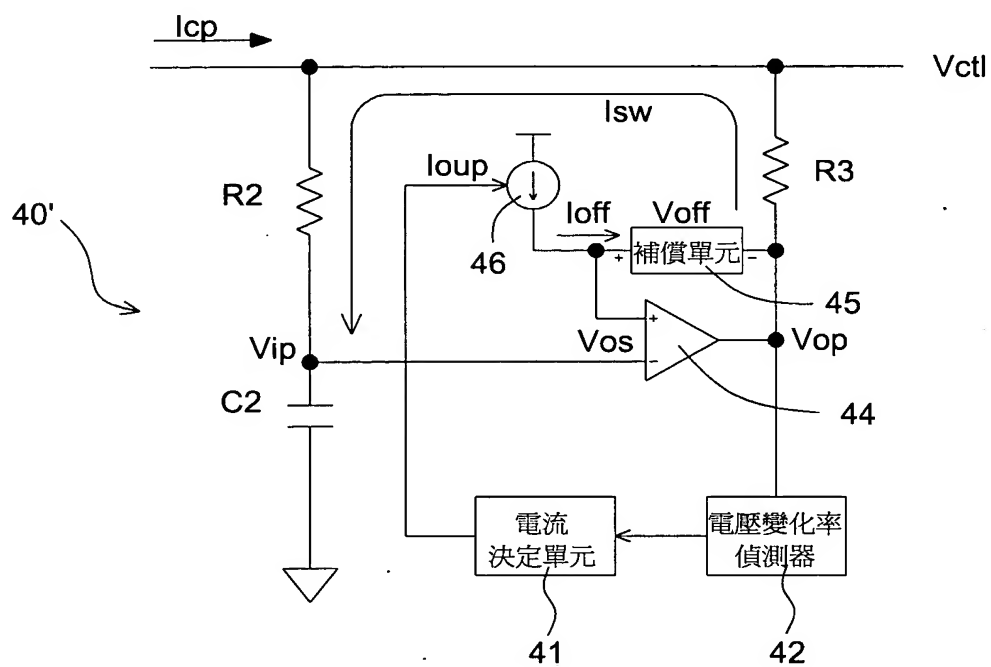 Icp
Vctl
Isw
R2
Ioup
R3
40'
Ioff
Voff
46
+ 補償單元 −
45
+
Vip
Vos
−
Vop
C2
44
電流
決定單元
電壓變化率
偵測器
41
42